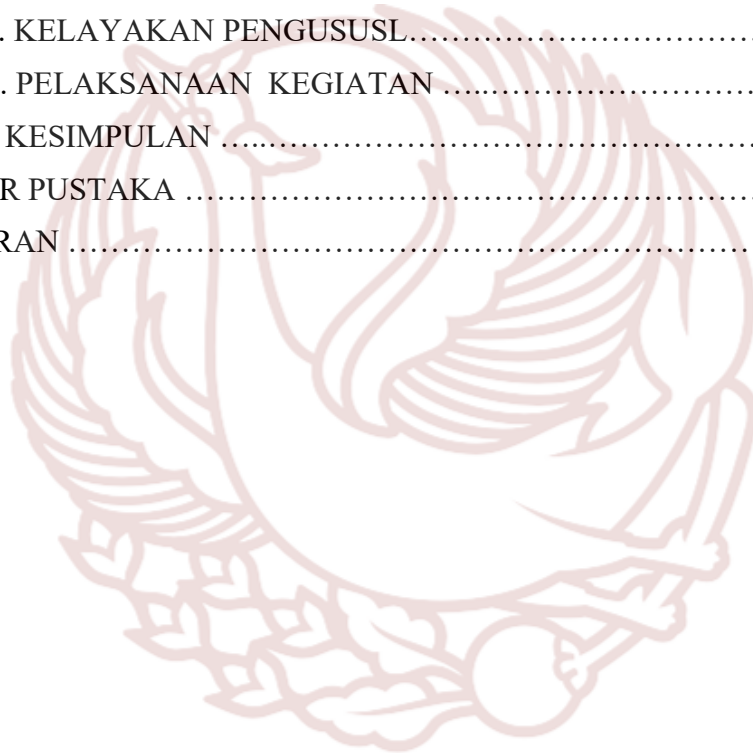 . KELAYAKAN PENGUSUSL…………………………
. PELAKSANAAN  KEGIATAN …..……………………
KESIMPULAN …..………………………………………
R PUSTAKA ……………………………………………
RAN ………………………………………………………